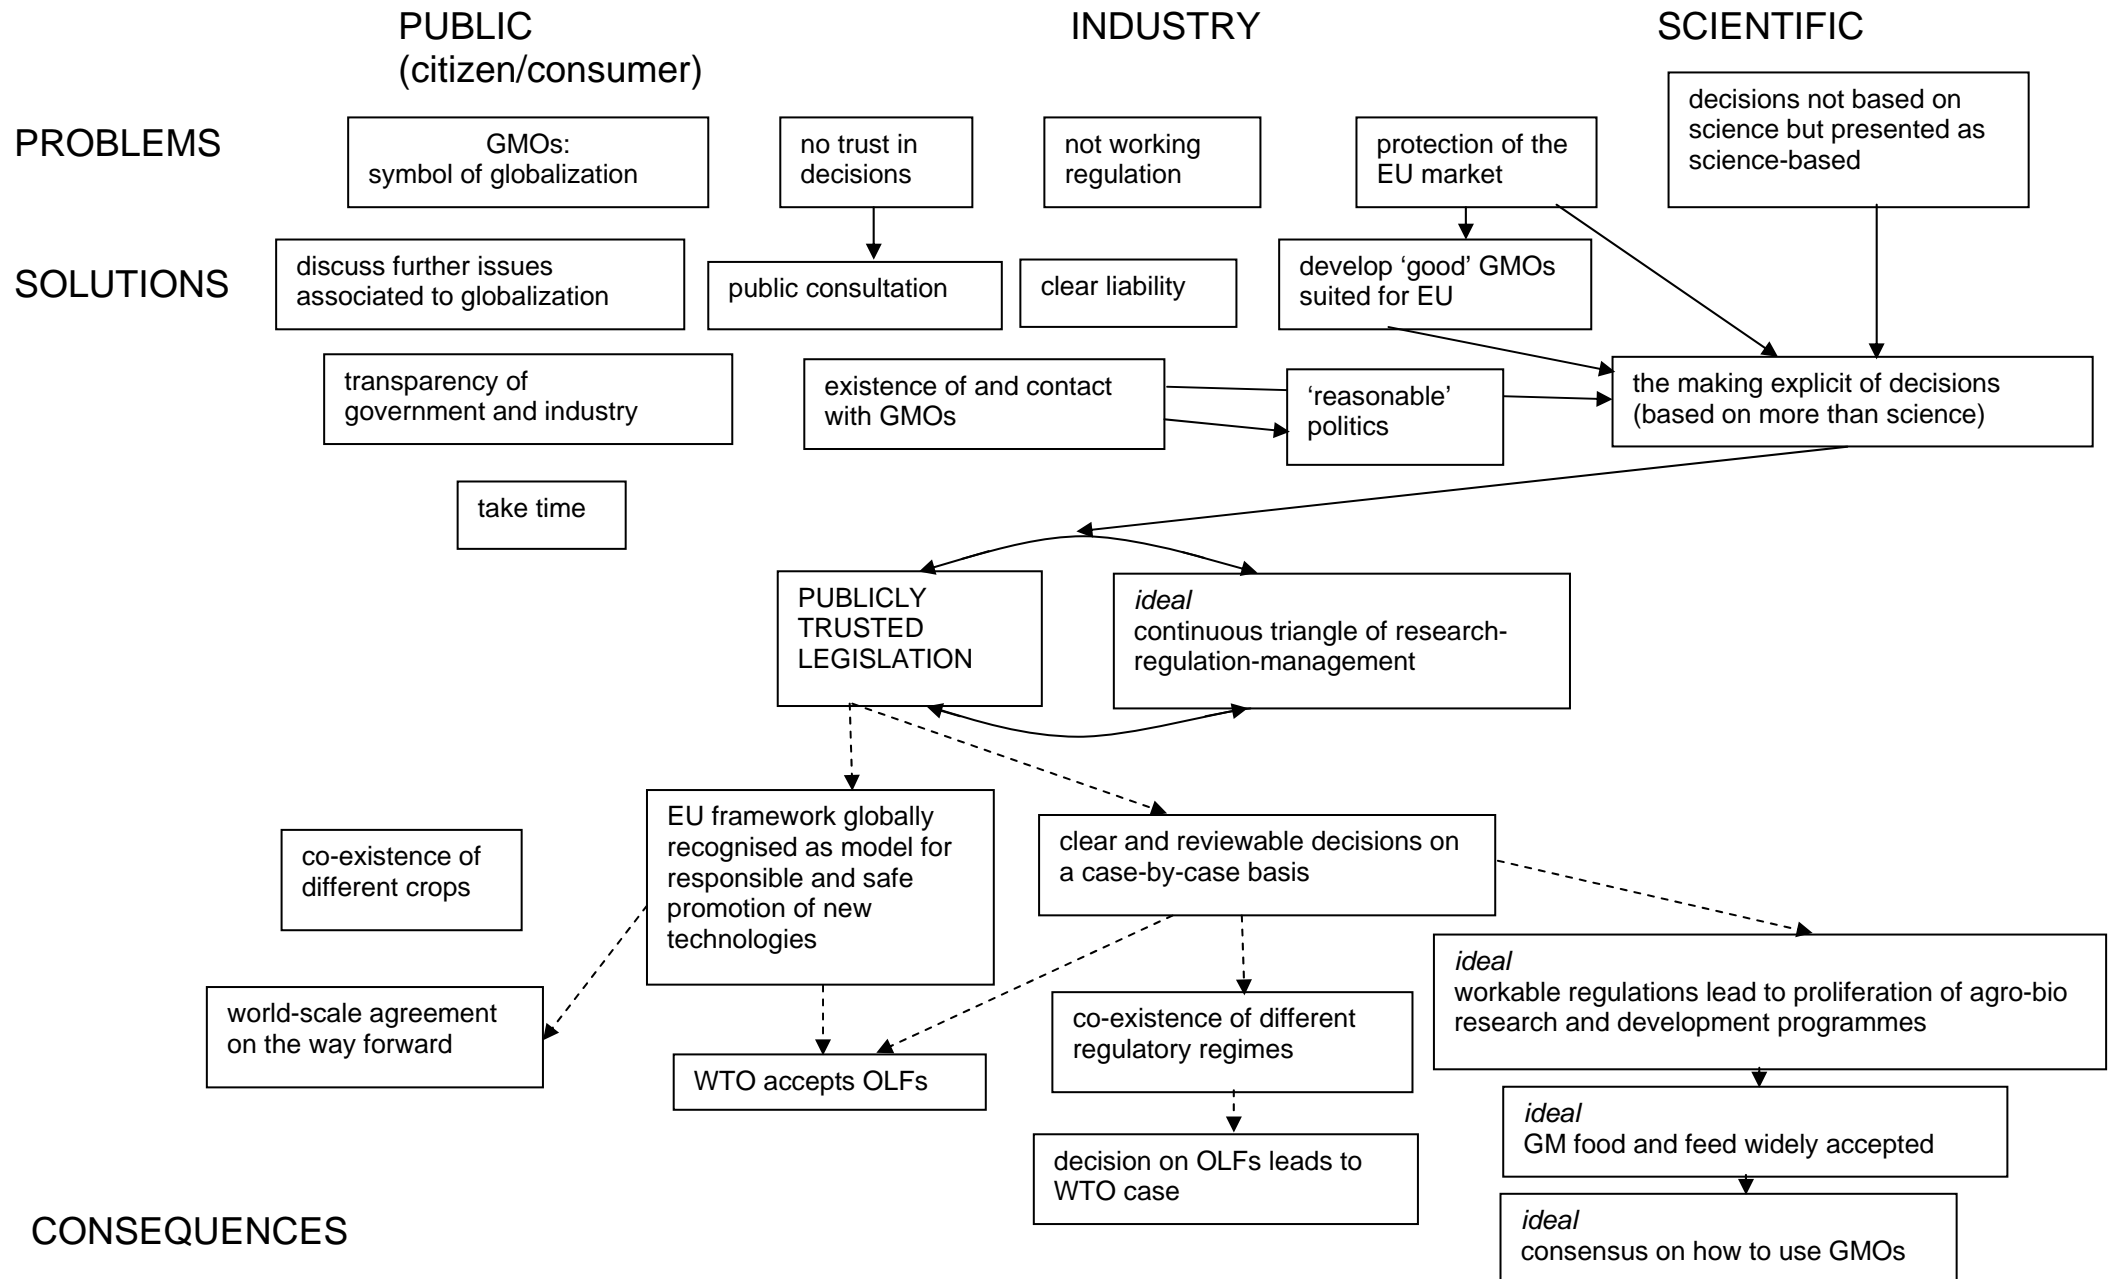 PUBLIC
(citizen/consumer)
INDUSTRY
SCIENTIFIC
PROBLEMS
GMOs:
symbol of globalization
no trust in
decisions
not working
regulation
protection of the
EU market
decisions not based on
science but presented as
science-based
SOLUTIONS
discuss further issues
associated to globalization
public consultation
clear liability
develop ‘good’ GMOs
suited for EU
transparency of
government and industry
existence of and contact
with GMOs
‘reasonable’
politics
the making explicit of decisions
(based on more than science)
take time
PUBLICLY
TRUSTED
LEGISLATION
ideal
continuous triangle of research-
regulation-management
co-existence of
different crops
EU framework globally
recognised as model for
responsible and safe
promotion of new
technologies
clear and reviewable decisions on
a case-by-case basis
world-scale agreement
on the way forward
WTO accepts OLFs
co-existence of different
regulatory regimes
ideal
workable regulations lead to proliferation of agro-bio
research and development programmes
decision on OLFs leads to
WTO case
ideal
GM food and feed widely accepted
CONSEQUENCES
ideal
consensus on how to use GMOs